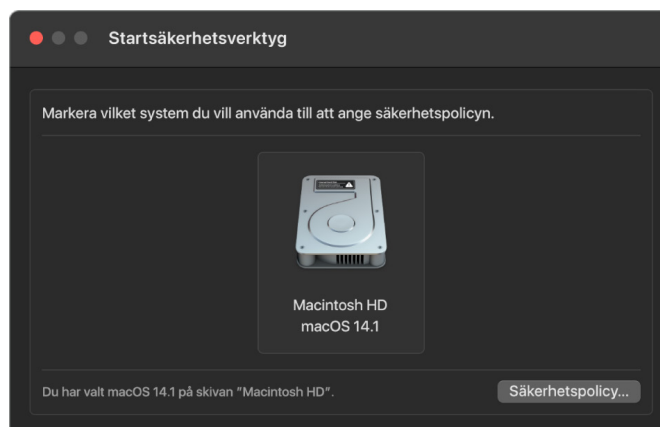 Startsäkerhetsverktyg
Markera vilket system du vill använda till att ange säkerhetspolicyn.
Macintosh HD
macOS 14.1
Du har valt macOS 14.1 på skivan "Macintosh HD".
Säkerhetspolicy...